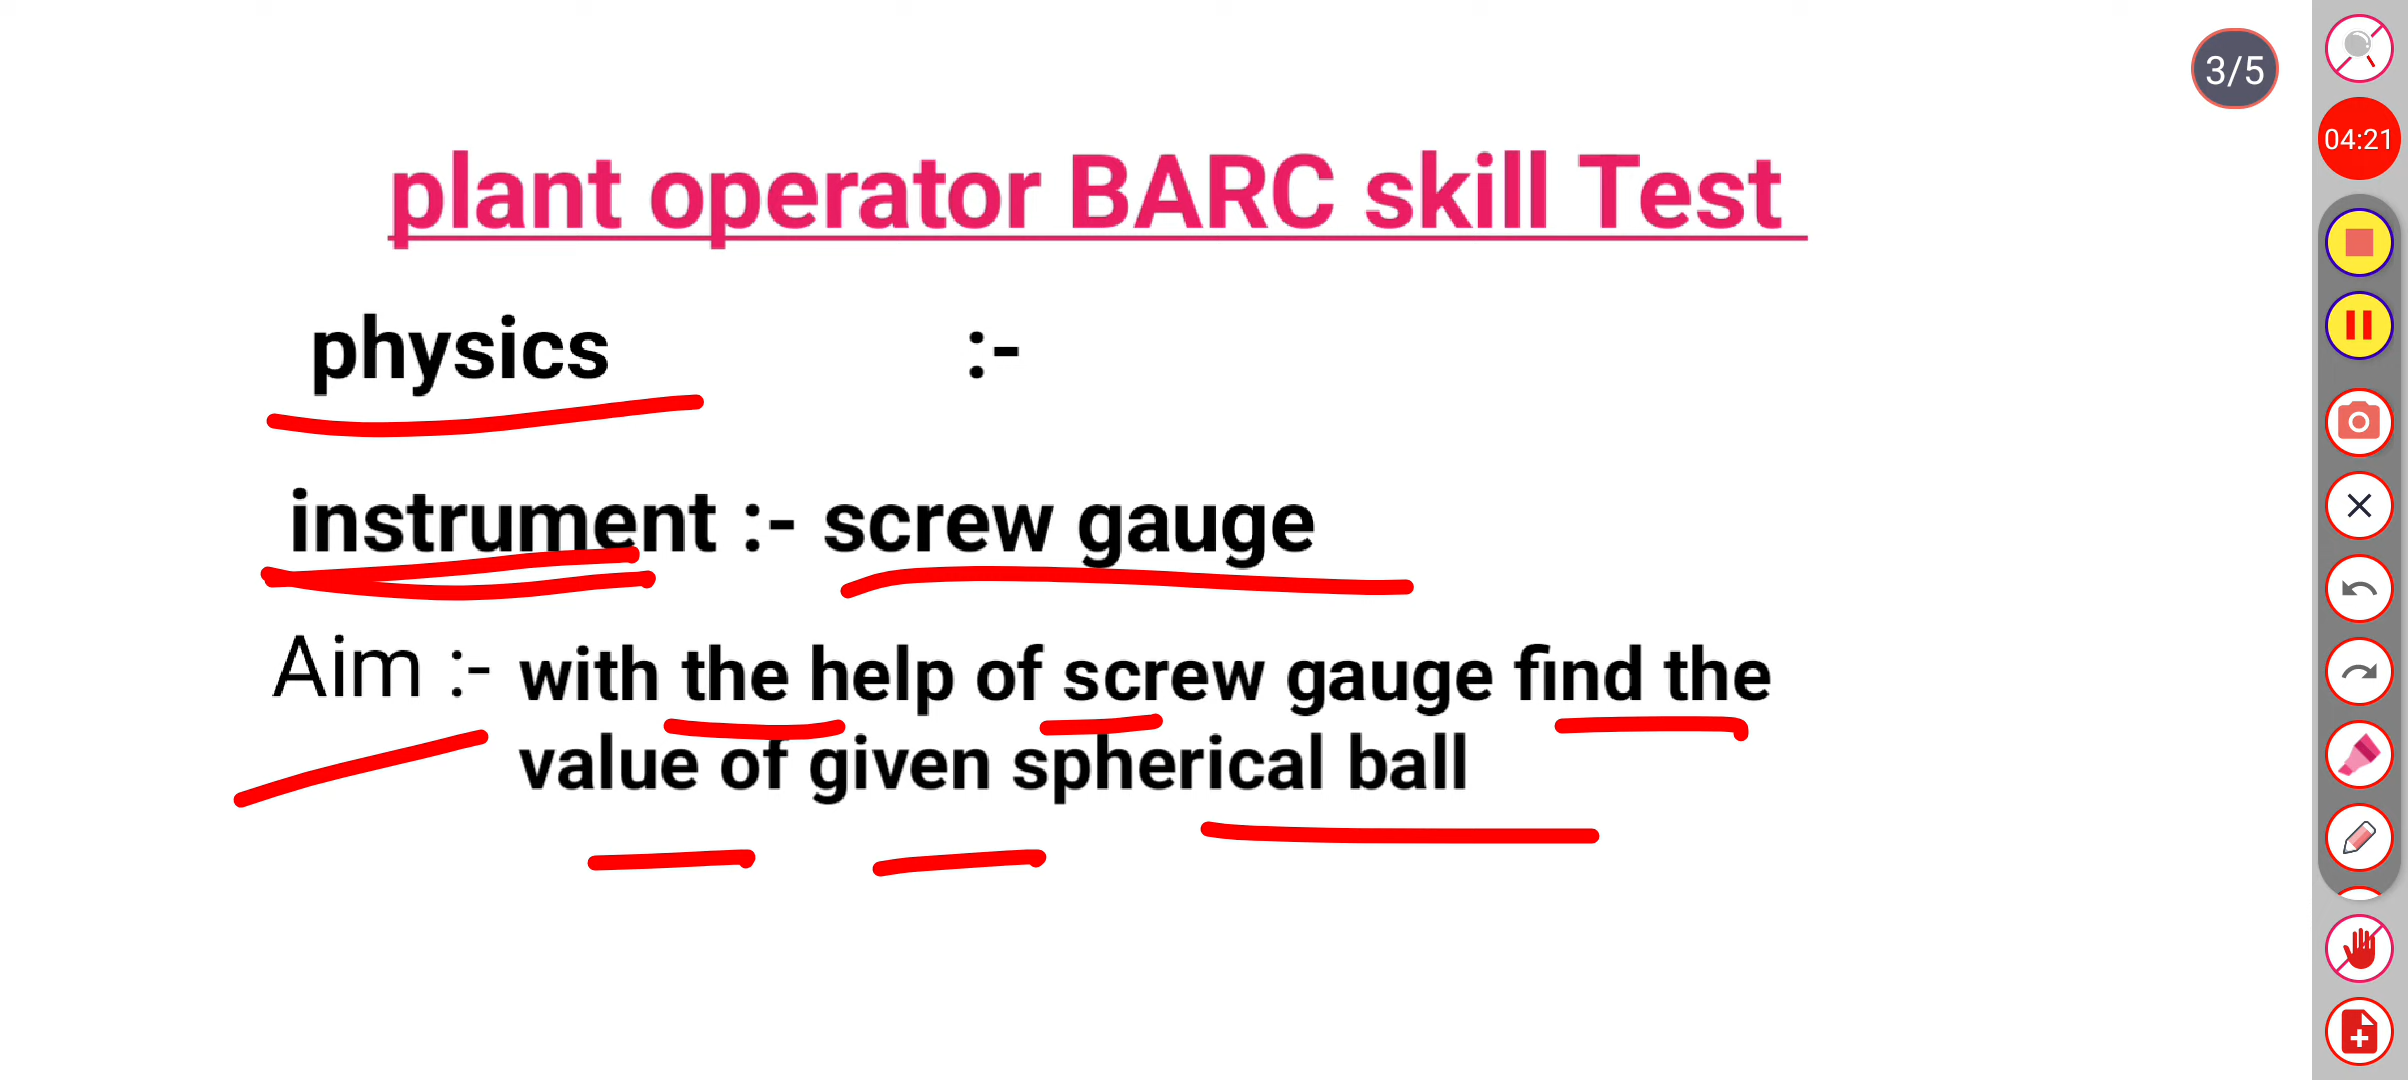 3/5
04:21
plant operator BARC skill Test
physics :-
instrument :- screw gauge
Aim :- with the help of screw gauge find the
value of given spherical ball